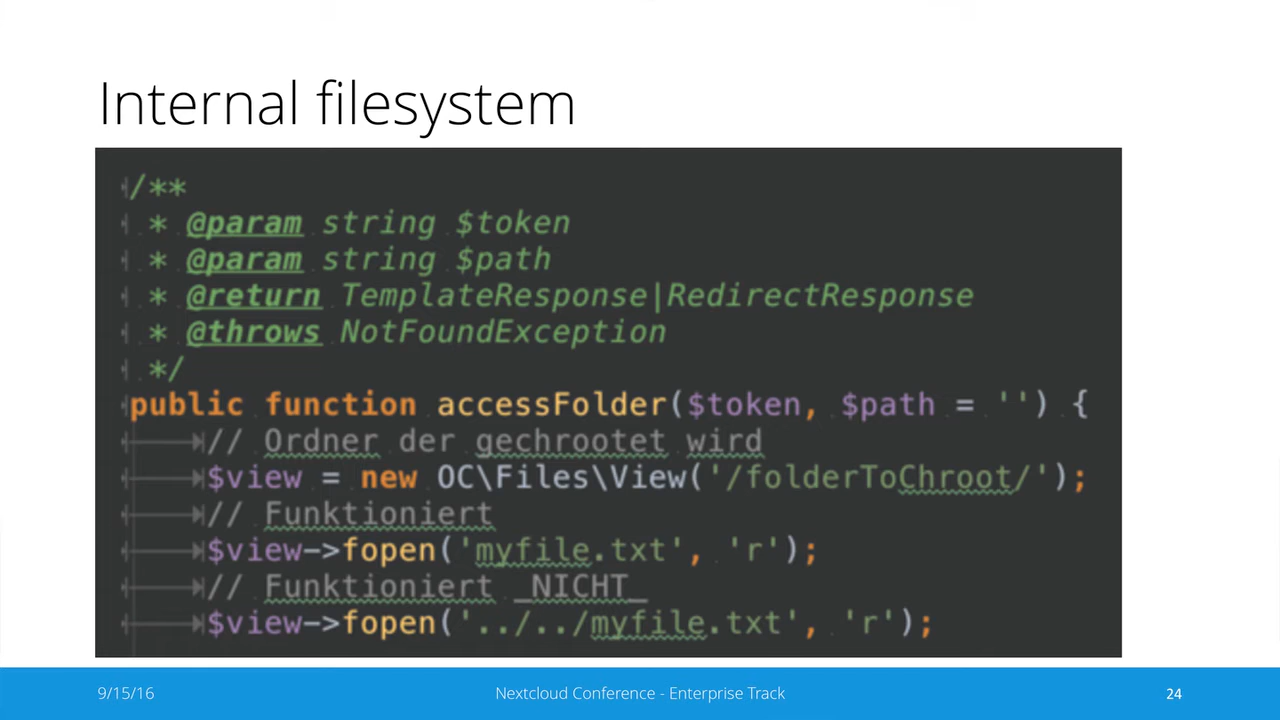 Internal filesystem
/**
* @param string $token
* @param string $path
* @return TemplateResponse|RedirectResponse
* @throws NotFoundException
*/
public function accessFolder($token, $path = '') {
// Ordner der gechrootet wird
$view = new OC\Files\View('/folderToChroot/');
// Funktioniert
$view->fopen('myfile.txt', 'r');
// Funktioniert _NICHT_
$view->fopen('../../myfile.txt', 'r');
9/15/16
Nextcloud Conference - Enterprise Track
24